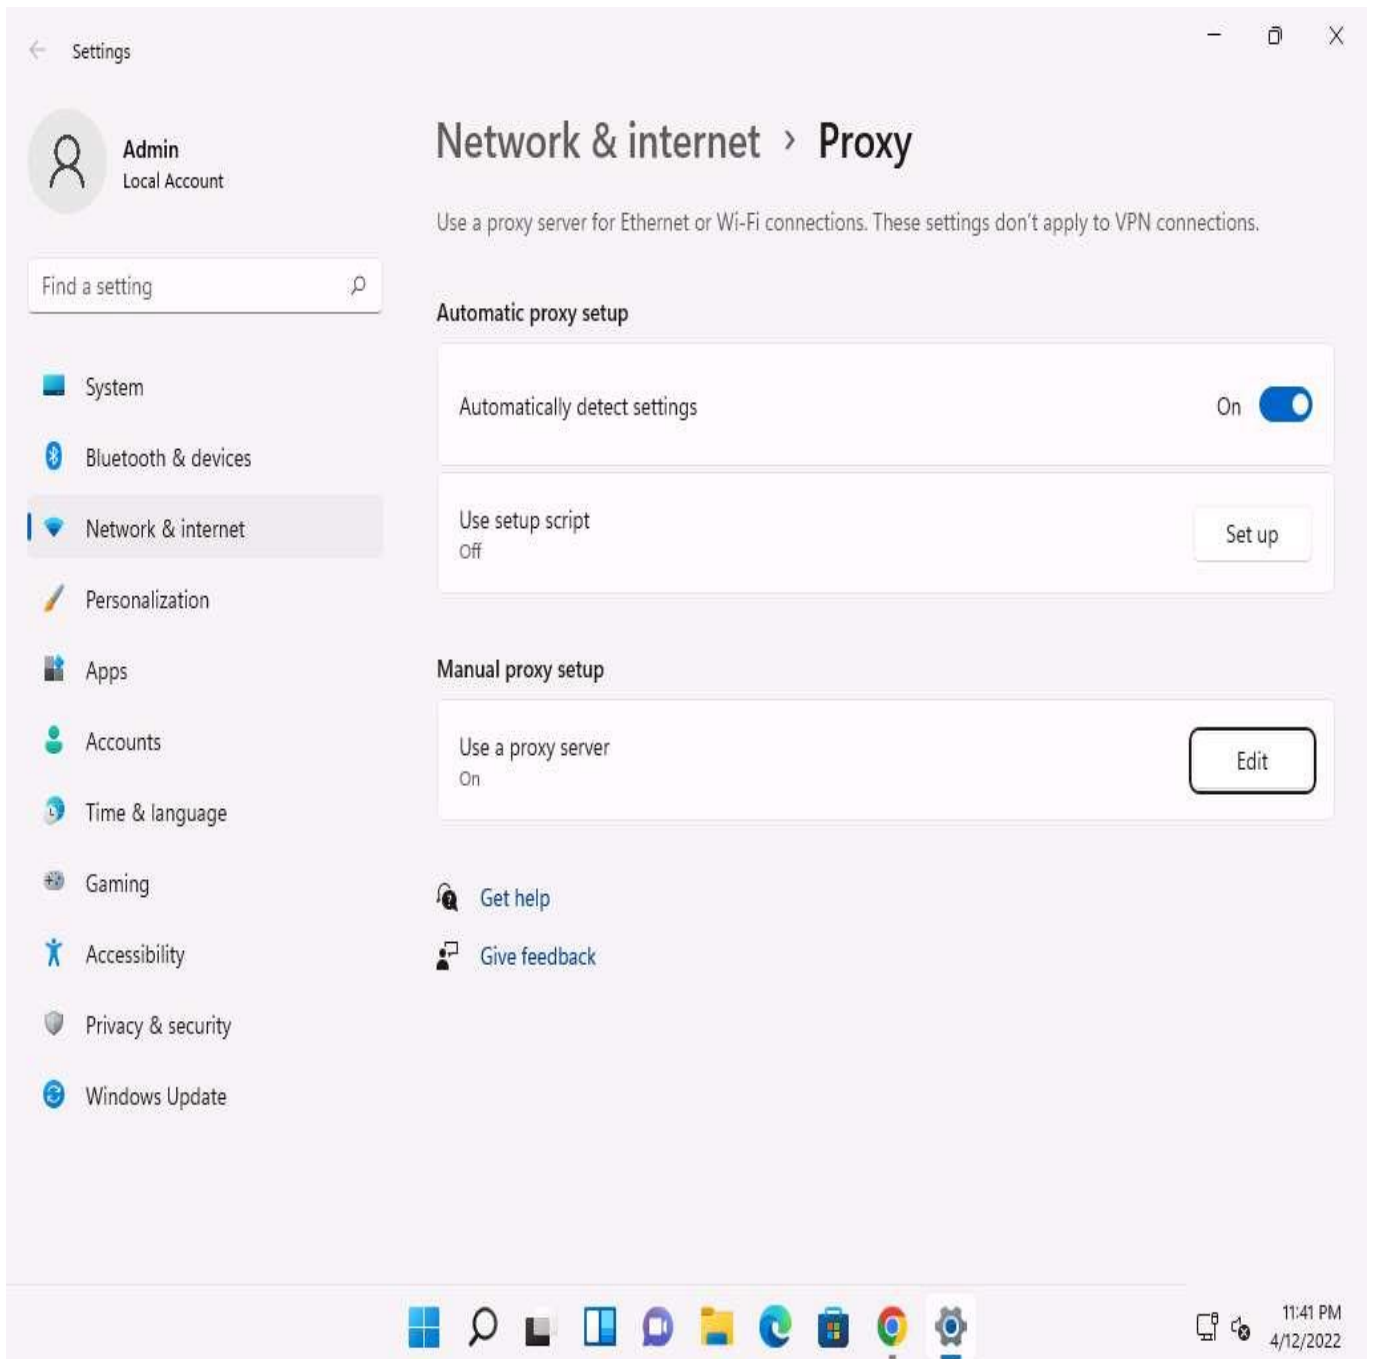 Settings
Admin
Local Account
Find a setting
System
Bluetooth & devices
Network & internet
Personalization
Apps
Accounts
Time & language
Gaming
Accessibility
Privacy & security
Windows Update
Network & internet > Proxy
Use a proxy server for Ethernet or Wi-Fi connections. These settings don't apply to VPN connections.
Automatic proxy setup
Automatically detect settings
On
Use setup script
Off
Set up
Manual proxy setup
Use a proxy server
On
Edit
Get help
Give feedback
11:41 PM
4/12/2022